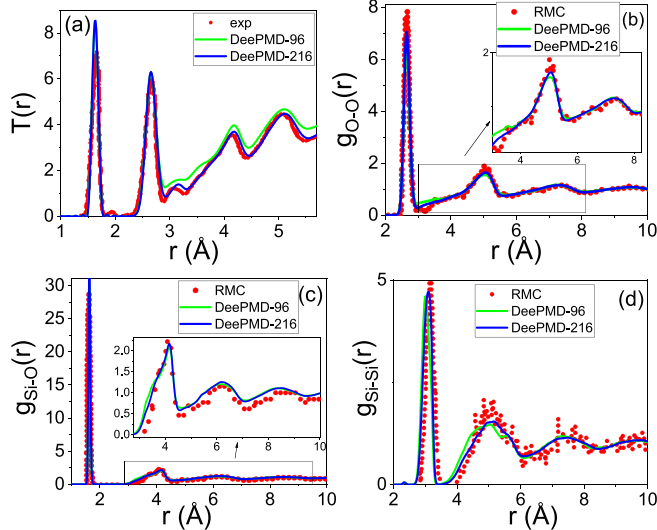 (a)
exp
DeePMD-96
DeePMD-216
T(r)
8
6
4
2
0
1 2 3 4 5
r (Å)
(b)
RMC
DeePMD-96
DeePMD-216
g_O-O(r)
8
6
4
2
0
2
4 6 8
2 4 6 8 10
r (Å)
(c)
RMC
DeePMD-96
DeePMD-216
g_Si-O(r)
30
25
20
15
10
5
0
2.0
1.5
1.0
0.5
0.0
4 6 8 10
2 4 6 8 10
r (Å)
(d)
RMC
DeePMD-96
DeePMD-216
g_Si-Si(r)
5
0
2 4 6 8 10
r (Å)